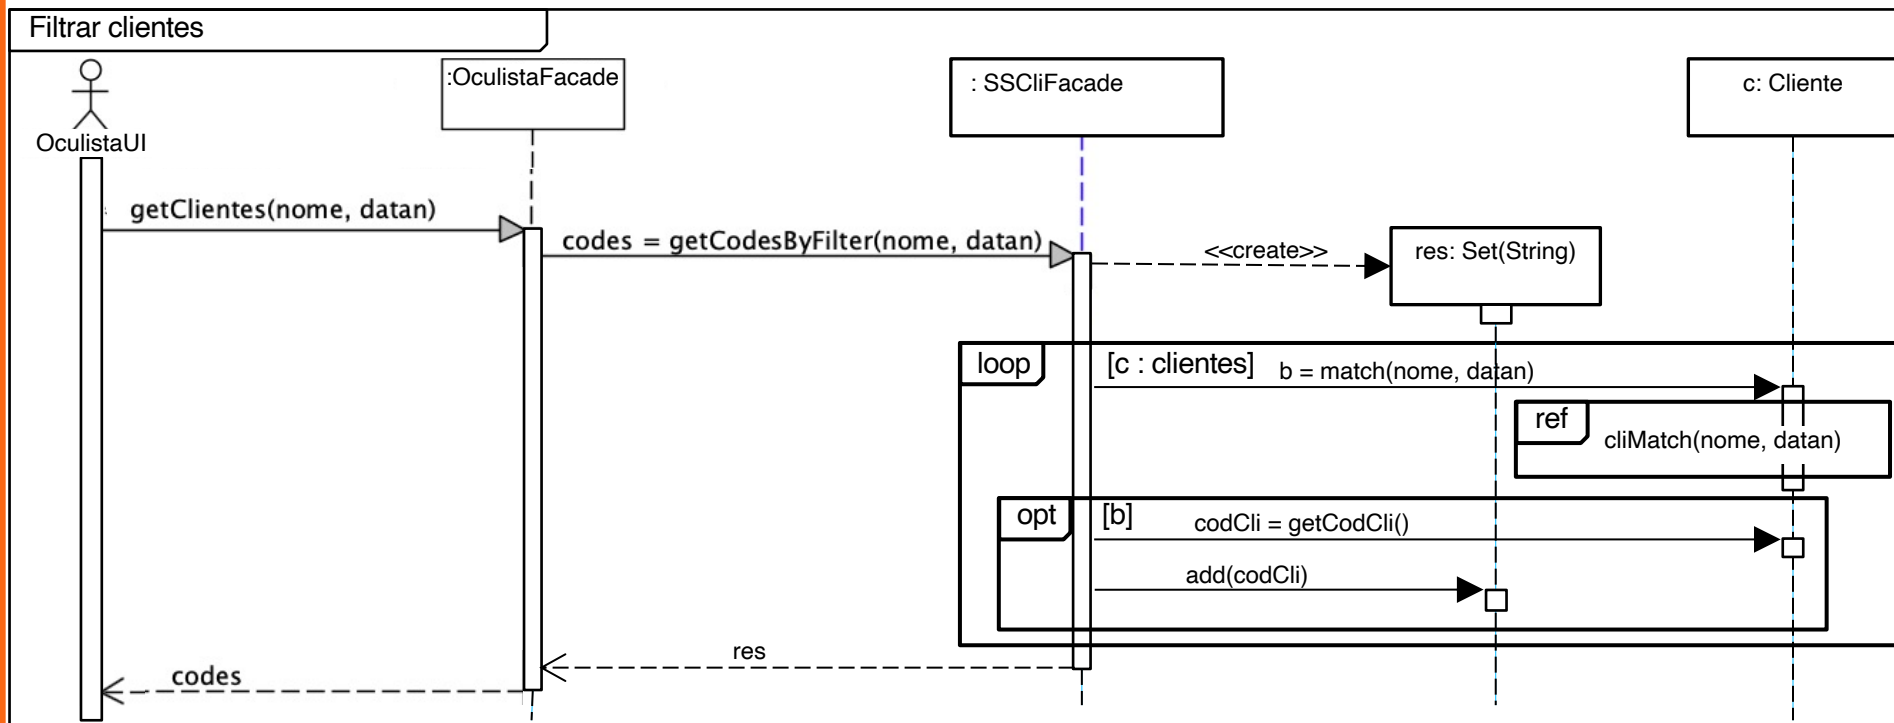 Filtrar clientes
OculistaUI
:OculistaFacade
: SSCliFacade
c: Cliente
getClientes(nome, datan)
codes = getCodesByFilter(nome, datan)
<<create>>
res: Set(String)
loop
[c : clientes]
b = match(nome, datan)
ref
cliMatch(nome, datan)
opt
[b]
codCli = getCodCli()
add(codCli)
res
codes